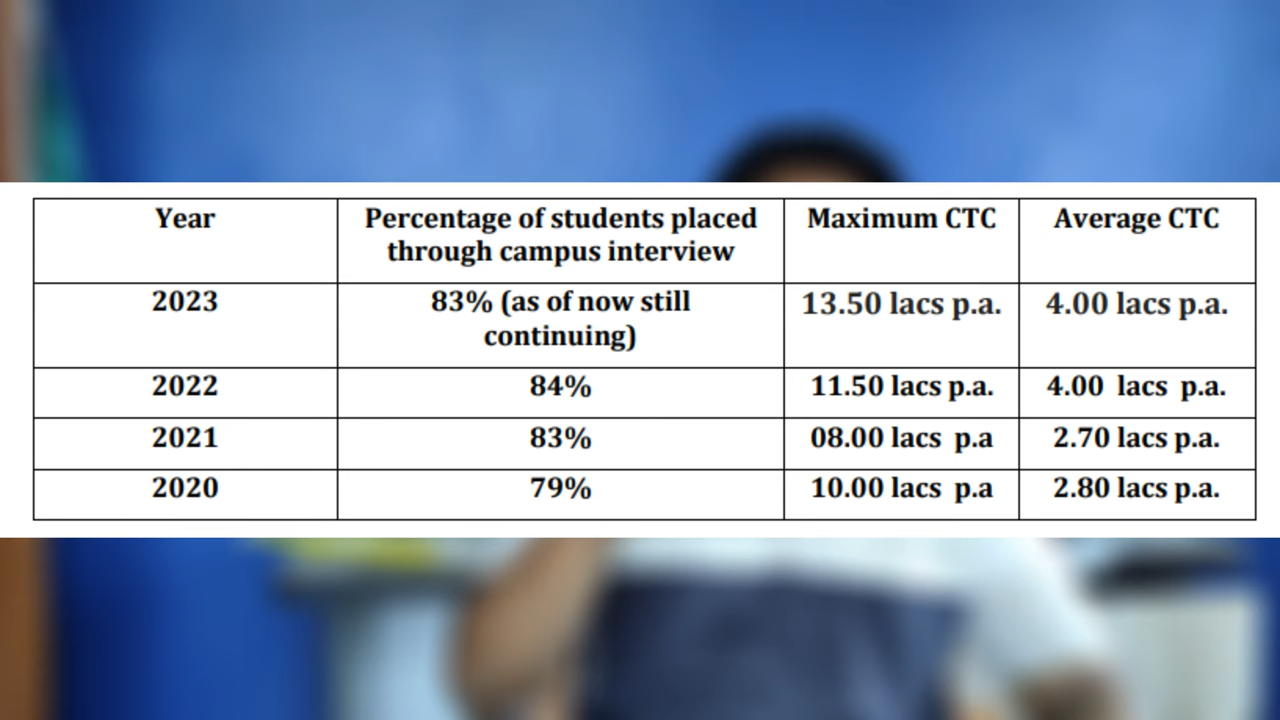 Year Percentage of students placed through campus interview Maximum CTC Average CTC
2023 83% (as of now still continuing) 13.50 lacs p.a. 4.00 lacs p.a.
2022 84% 11.50 lacs p.a. 4.00 lacs p.a.
2021 83% 08.00 lacs p.a 2.70 lacs p.a.
2020 79% 10.00 lacs p.a 2.80 lacs p.a.